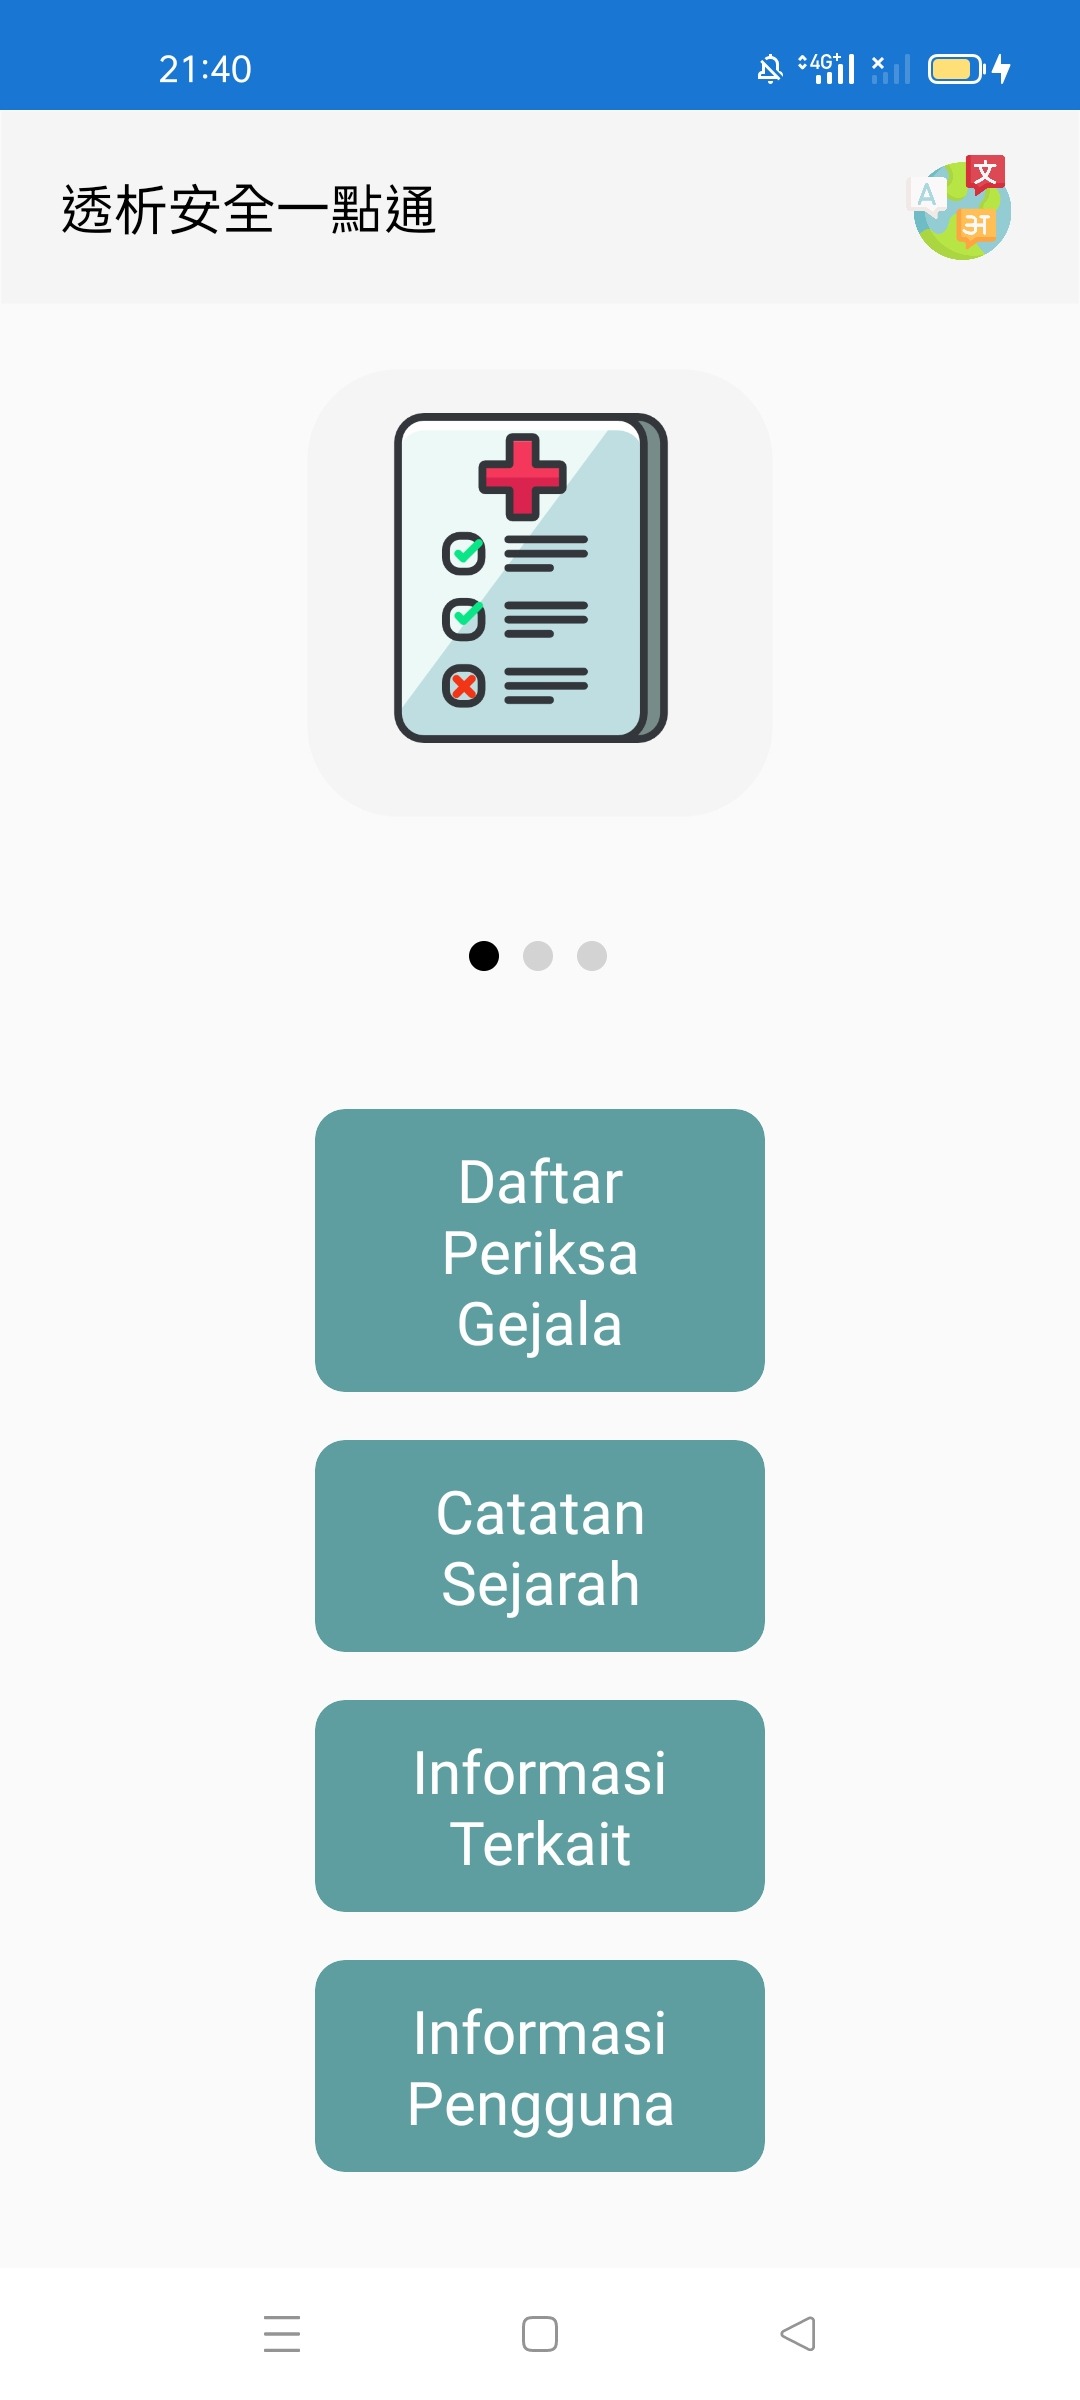 21:40
4G+
透析安全一點通
A
文
अ
Daftar
Periksa
Gejala
Catatan
Sejarah
Informasi
Terkait
Informasi
Pengguna